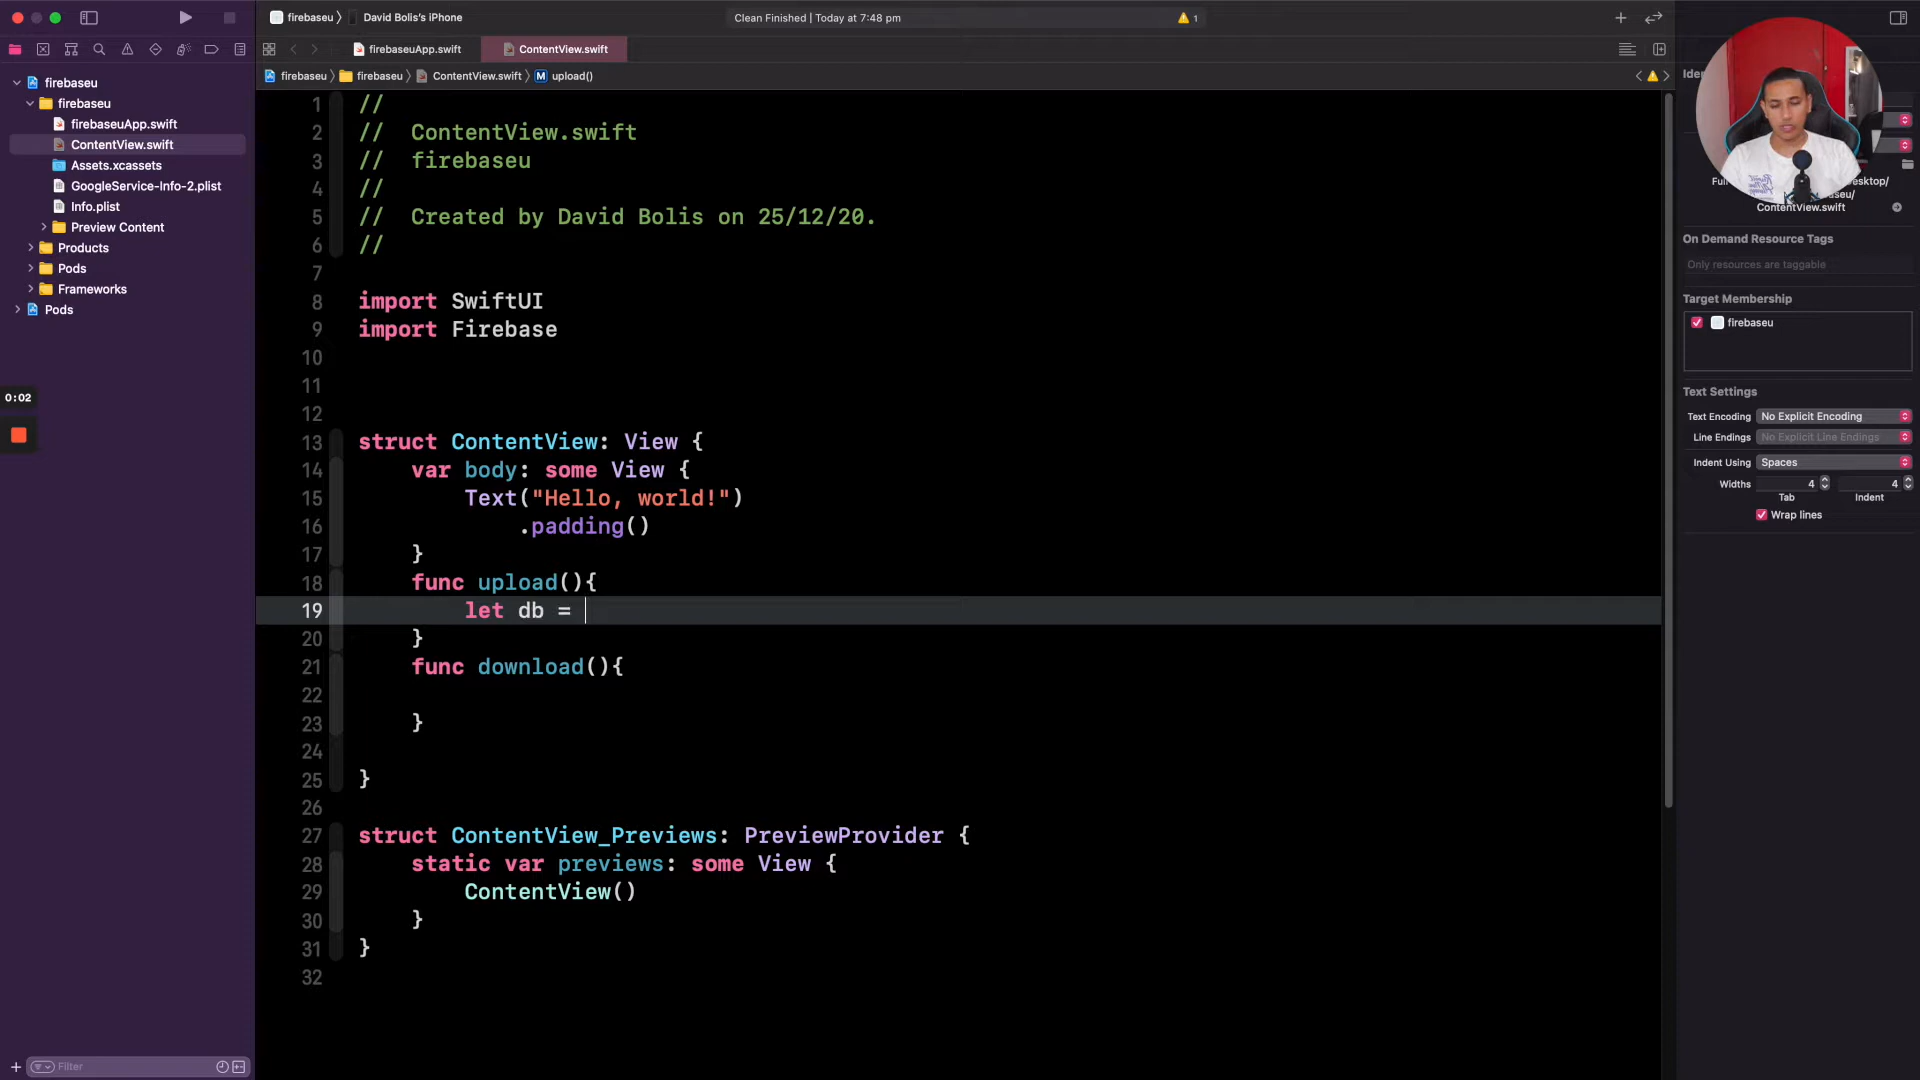 firebaseu
David Bolis's iPhone
Clean Finished | Today at 7:48 pm
1
firebaseuApp.swift
ContentView.swift
firebaseu
firebaseu
ContentView.swift
M upload()
firebaseu
firebaseu
firebaseuApp.swift
ContentView.swift
Assets.xcassets
GoogleService-Info-2.plist
Info.plist
Preview Content
Products
Pods
Frameworks
Pods
0:02
Filter
1 //
2 //  ContentView.swift
3 //  firebaseu
4 //
5 //  Created by David Bolis on 25/12/20.
6 //
7
8 import SwiftUI
9 import Firebase
10
11
12
13 struct ContentView: View {
14     var body: some View {
15         Text("Hello, world!")
16             .padding()
17     }
18     func upload(){
19         let db =
20     }
21     func download(){
22
23     }
24
25 }
26
27 struct ContentView_Previews: PreviewProvider {
28     static var previews: some View {
29         ContentView()
30     }
31 }
32
ContentView.swift
On Demand Resource Tags
Only resources are taggable
Target Membership
firebaseu
Text Settings
Text Encoding No Explicit Encoding
Line Endings No Explicit Line Endings
Indent Using Spaces
Widths 4 4
Tab Indent
Wrap lines